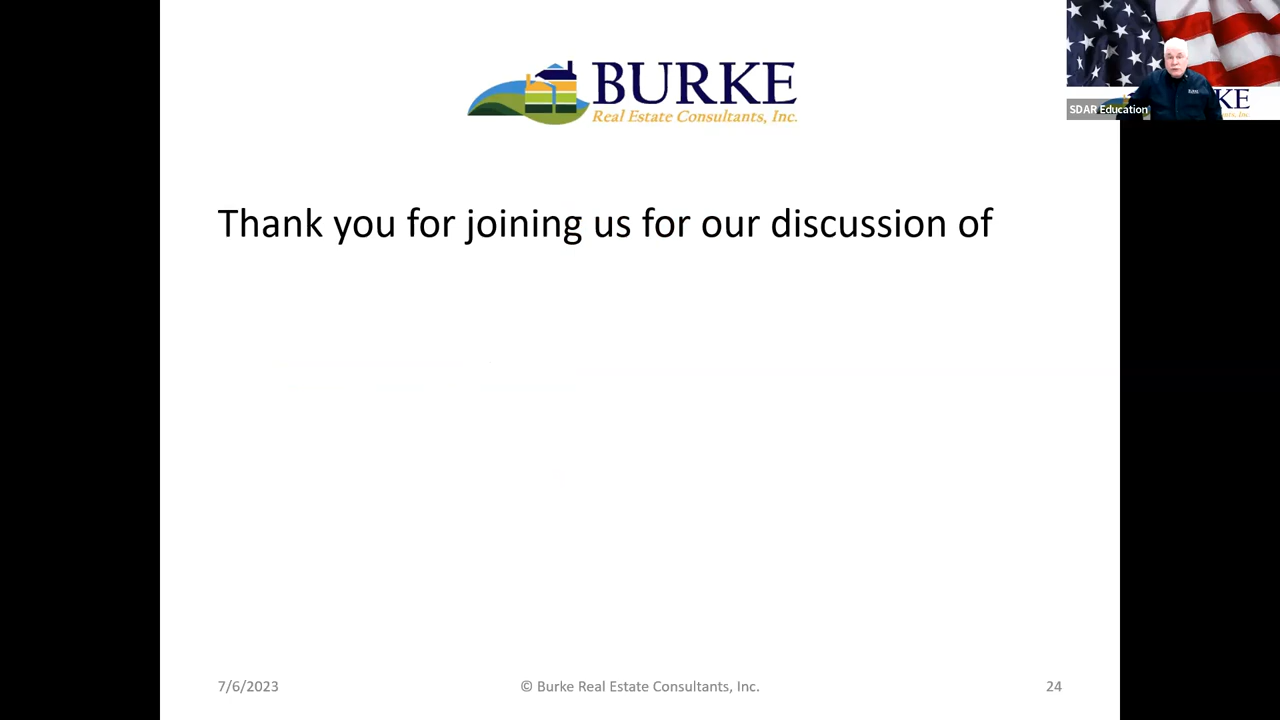 BURKE
Real Estate Consultants, Inc.
SDAR Education
KE
Thank you for joining us for our discussion of
7/6/2023
© Burke Real Estate Consultants, Inc.
24